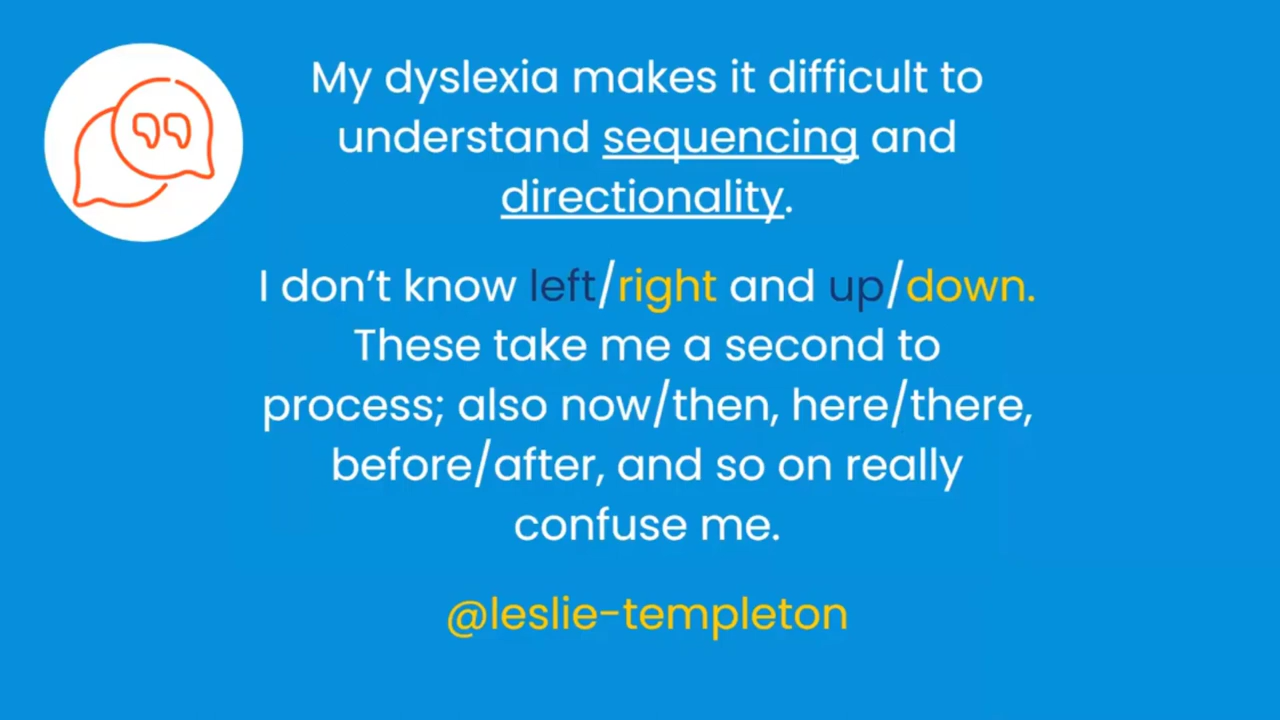 My dyslexia makes it difficult to
understand sequencing and
directionality.
I don’t know left/right and up/down.
These take me a second to
process; also now/then, here/there,
before/after, and so on really
confuse me.
@leslie-templeton